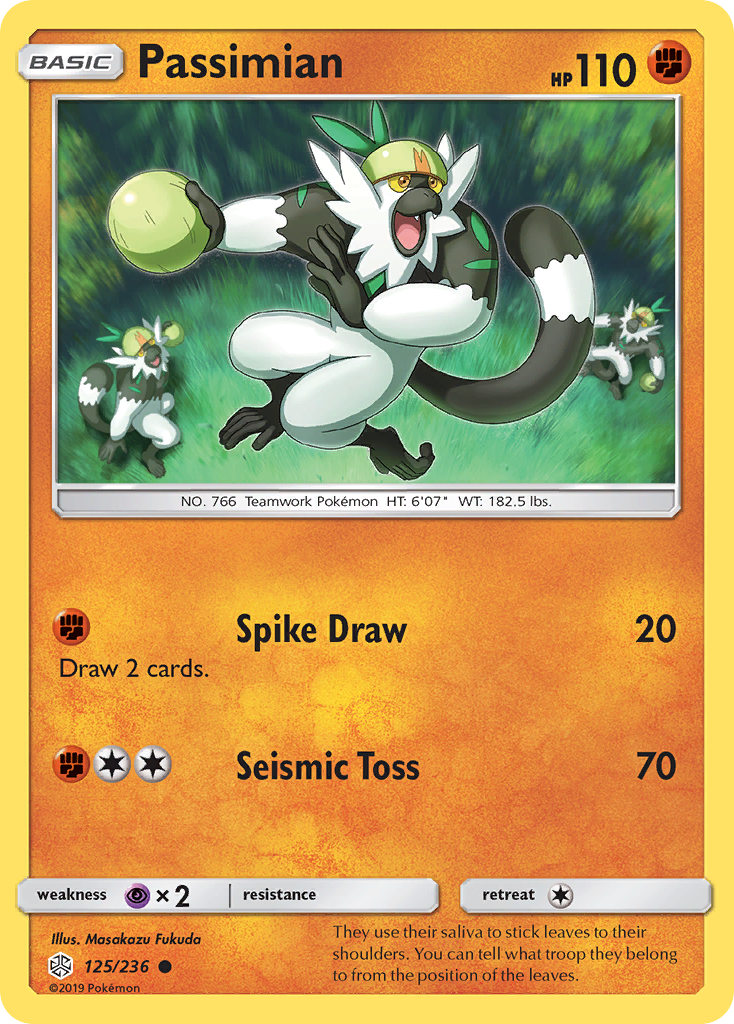 BASIC Passimian HP 110
NO. 766 Teamwork Pokémon HT: 6'07" WT: 182.5 lbs.
Spike Draw 20
Draw 2 cards.
Seismic Toss 70
weakness ×2 resistance retreat
Illus. Masakazu Fukuda
125/236
©2019 Pokémon
They use their saliva to stick leaves to their
shoulders. You can tell what troop they belong
to from the position of the leaves.